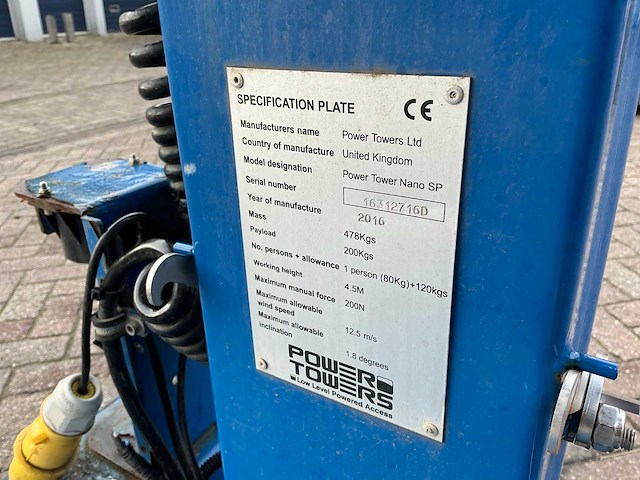 SPECIFICATION PLATE CE
Manufacturers name Power Towers Ltd
Country of manufacture United Kingdom
Model designation Power Tower Nano SP
Serial number 16312716D
Year of manufacture 2016
Mass 478Kgs
Payload 200Kgs
No. persons + allowance 1 person (80Kg)+120kgs
Working height 4.5M
Maximum manual force 200N
Maximum allowable
wind speed 12.5 m/s
Maximum allowable
inclination 1.8 degrees
POWER
TOWERS
Low Level Powered Access